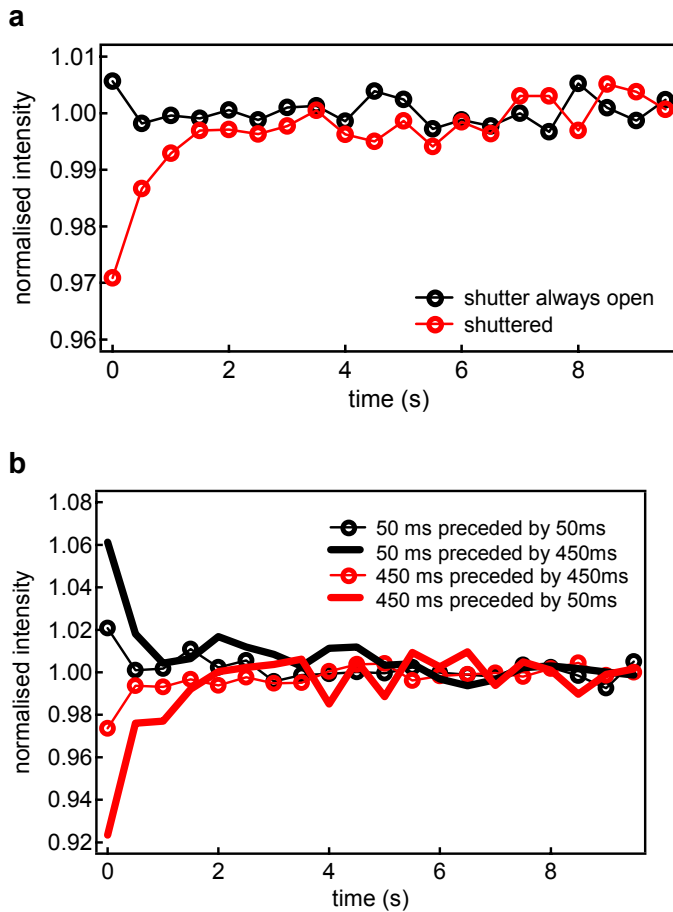 a
1.01
1.00
0.99
0.98
0.97
0.96
normalised intensity
shutter always open
shuttered
0 2 4 6 8
time (s)
b
1.08
1.06
1.04
1.02
1.00
0.98
0.96
0.94
0.92
normalised intensity
50 ms preceded by 50ms
50 ms preceded by 450ms
450 ms preceded by 450ms
450 ms preceded by 50ms
0 2 4 6 8
time (s)